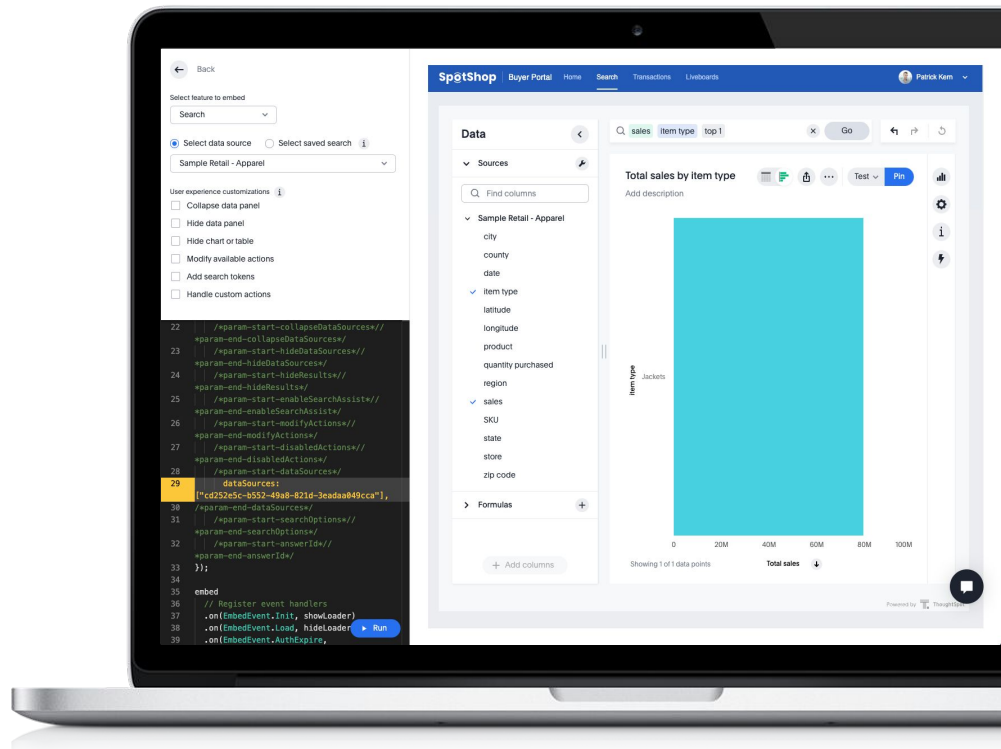 Back
Select feature to embed
Search
Select data source Select saved search i
Sample Retail - Apparel
User experience customizations i
Collapse data panel
Hide data panel
Hide chart or table
Modify available actions
Add search tokens
Handle custom actions
22 /*param-start-collapseDataSources*//
*param-end-collapseDataSources*/
23 /*param-start-hideDataSources*//
*param-end-hideDataSources*/
24 /*param-start-hideResults*//
*param-end-hideResults*/
25 /*param-start-enableSearchAssist*//
*param-end-enableSearchAssist*/
26 /*param-start-modifyActions*//
*param-end-modifyActions*/
27 /*param-start-disabledActions*//
*param-end-disabledActions*/
28 /*param-start-dataSources*/
29 dataSources:
["cd252e5c-b552-49a8-821d-3eadaa049cca"],
30 /*param-end-dataSources*/
31 /*param-start-searchOptions*//
*param-end-searchOptions*/
32 /*param-start-answerId*//
*param-end-answerId*/
33 });
34
35 embed
36 // Register event handlers
37 .on(EmbedEvent.Init, showLoader)
38 .on(EmbedEvent.Load, hideLoader
39 .on(EmbedEvent.AuthExpire,
Run
SpotShop Buyer Portal Home Search Transactions Liveboards Patrick Kern
Data
Sources
Find columns
Sample Retail - Apparel
city
county
date
item type
latitude
longitude
product
quantity purchased
region
sales
SKU
state
store
zip code
Formulas
Add columns
sales item type top 1 Go
Total sales by item type
Test Pin
Add description
i
item type
Jackets
0 20M 40M 60M 80M 100M
Total sales
Showing 1 of 1 data points
Powered by ThoughtSpot